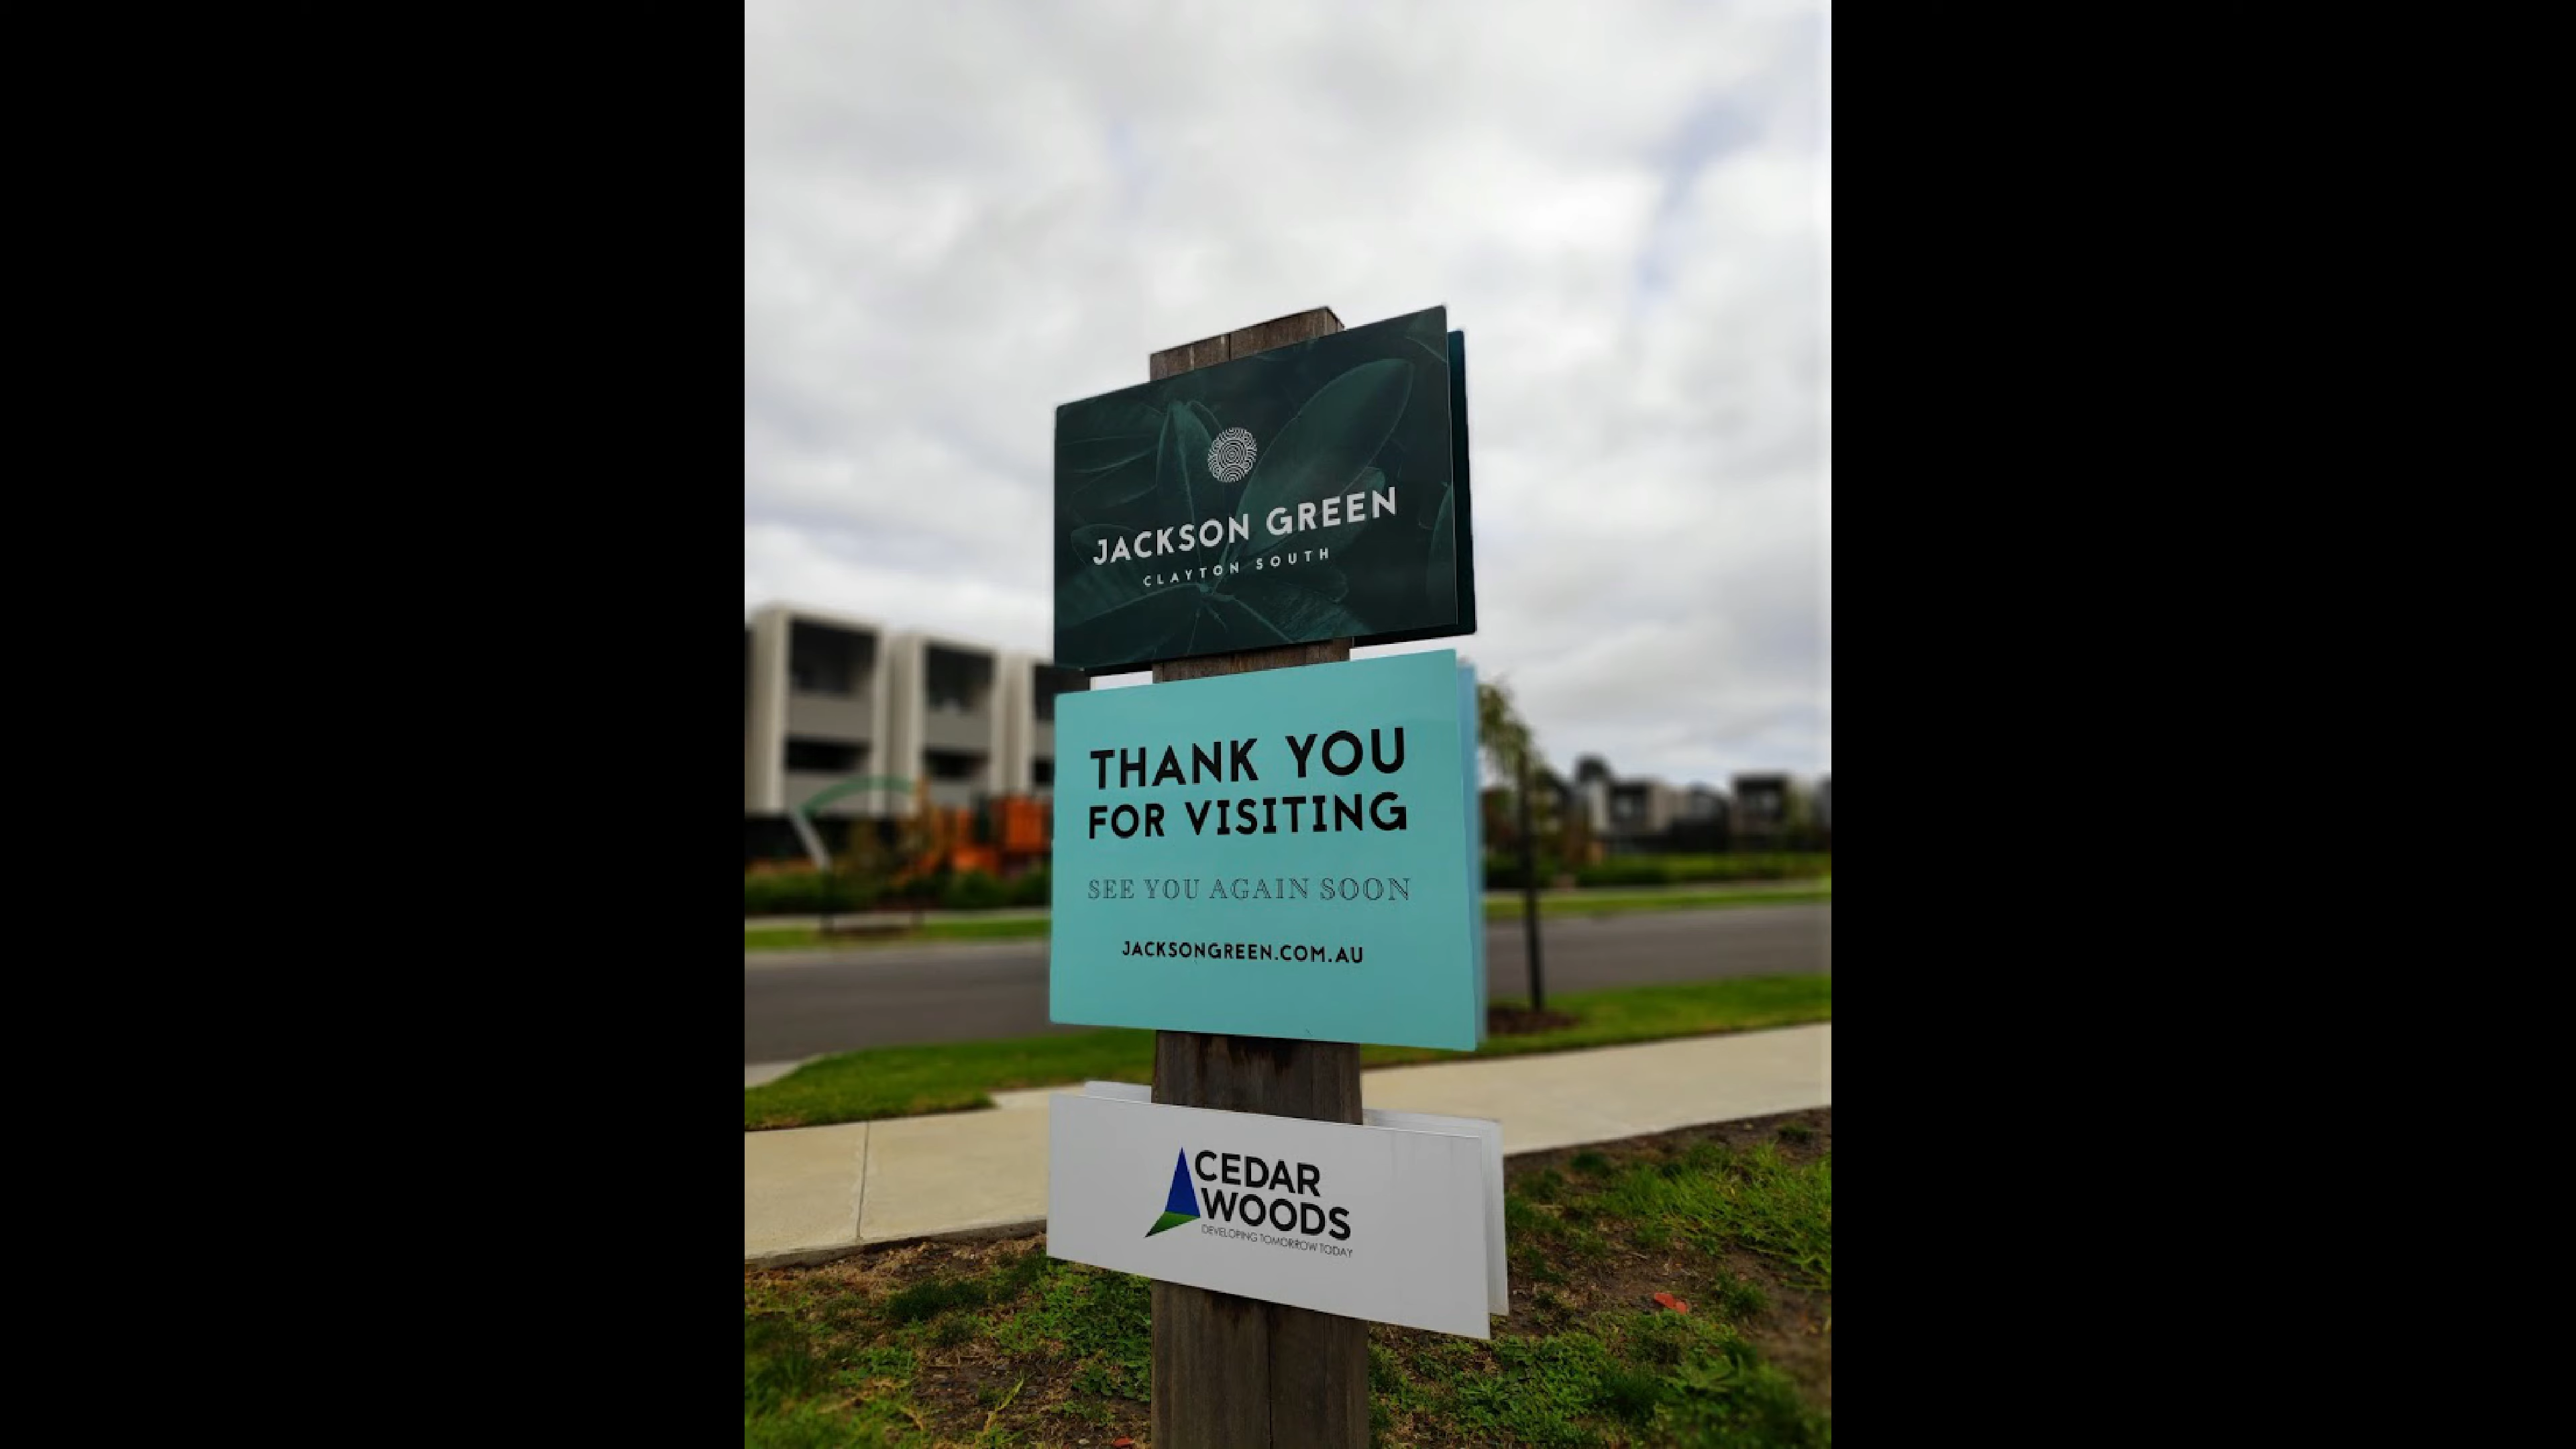 JACKSON GREEN
CLAYTON SOUTH
THANK YOU
FOR VISITING
SEE YOU AGAIN SOON
JACKSONGREEN.COM.AU
CEDAR
WOODS
DEVELOPING TOMORROW TODAY